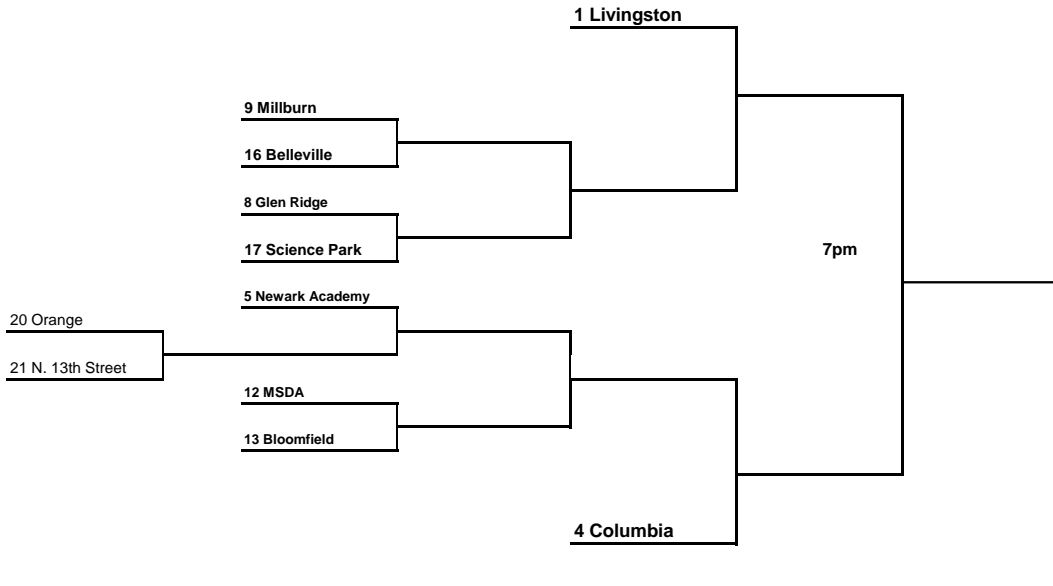 1 Livingston
9 Millburn
16 Belleville
8 Glen Ridge
17 Science Park
7pm
5 Newark Academy
20 Orange
21 N. 13th Street
12 MSDA
13 Bloomfield
4 Columbia